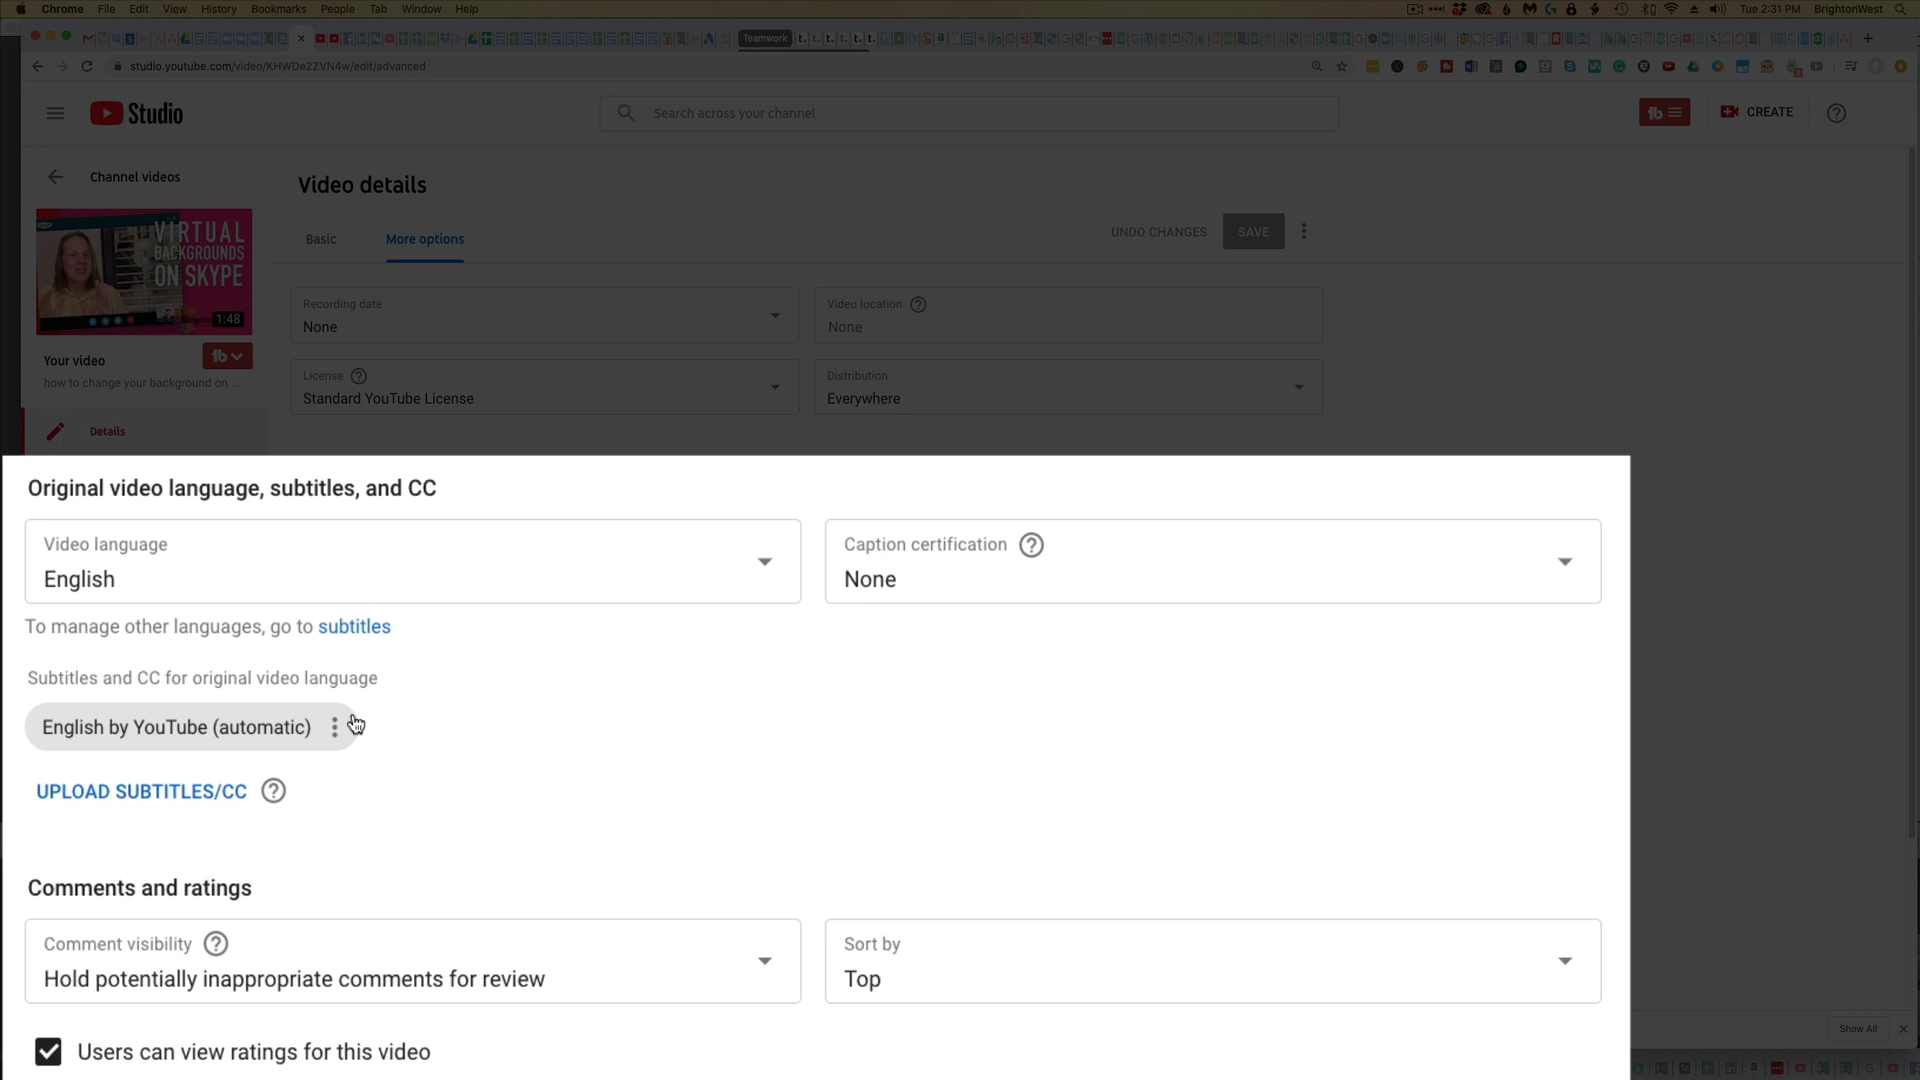 Chrome File Edit View History Bookmarks People Tab Window Help
Tue 2:31 PM BrightonWest
Teamwork
studio.youtube.com/video/KHWDe2ZVN4w/edit/advanced
Studio
Search across your channel
CREATE
Channel videos
Video details
VIRTUAL
BACKGROUNDS
ON SKYPE
1:48
Basic
More options
UNDO CHANGES
SAVE
Recording date
None
Video location
None
Your video
how to change your background on ...
License
Standard YouTube License
Distribution
Everywhere
Details
Original video language, subtitles, and CC
Video language
English
Caption certification
None
To manage other languages, go to subtitles
Subtitles and CC for original video language
English by YouTube (automatic)
UPLOAD SUBTITLES/CC
Comments and ratings
Comment visibility
Hold potentially inappropriate comments for review
Sort by
Top
Users can view ratings for this video
Show All